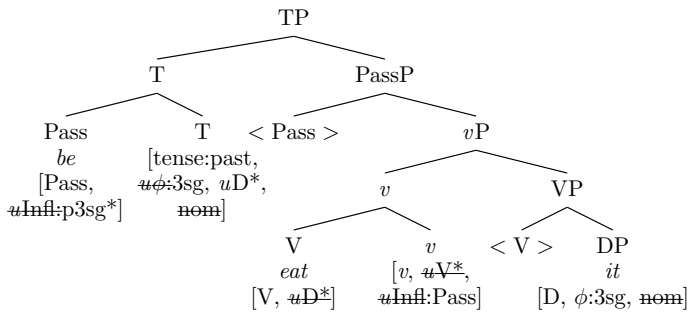 TP
T PassP
Pass T < Pass > vP
be [tense:past,
[Pass, uϕ:3sg, uD*, v VP
uInfl:p3sg*] nom]
V v < V > DP
eat [v, uV*, it
[V, uD*] uInfl:Pass] [D, ϕ:3sg, nom]